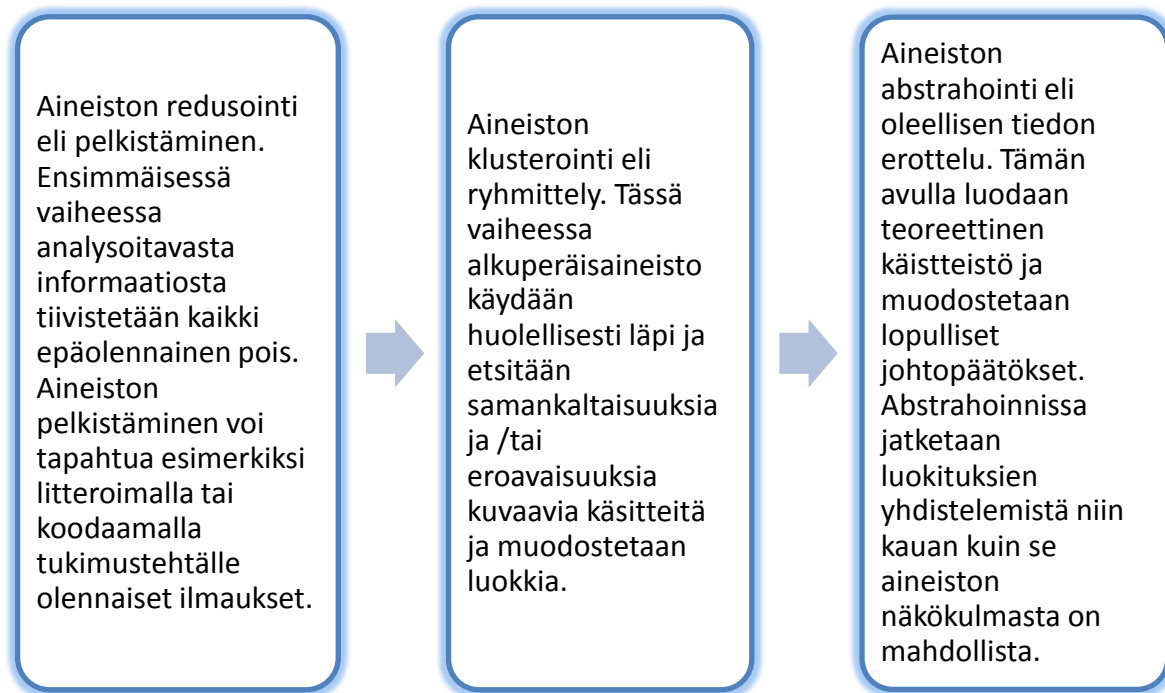 Aineiston redusointi
eli pelkistäminen.
Ensimmäisessä
vaiheessa
analysoitavasta
informaatiosta
tiivistetään kaikki
epäolennainen pois.
Aineiston
pelkistäminen voi
tapahtua esimerkiksi
litteroimalla tai
koodaamalla
tukimustehtälle
olennaiset ilmaukset.
Aineiston
klusterointi eli
ryhmittely. Tässä
vaiheessa
alkuperäisaineisto
käydään
huolellisesti läpi ja
etsitään
samankaltaisuuksia
ja /tai
eroavaisuuksia
kuvaavia käsitteitä
ja muodostetaan
luokkia.
Aineiston
abstrahointi eli
oleellisen tiedon
erottelu. Tämän
avulla luodaan
teoreettinen
käistteistö ja
muodostetaan
lopulliset
johtopäätökset.
Abstrahoinnissa
jatketaan
luokituksien
yhdistelemistä niin
kauan kuin se
aineiston
näkökulmasta on
mahdollista.